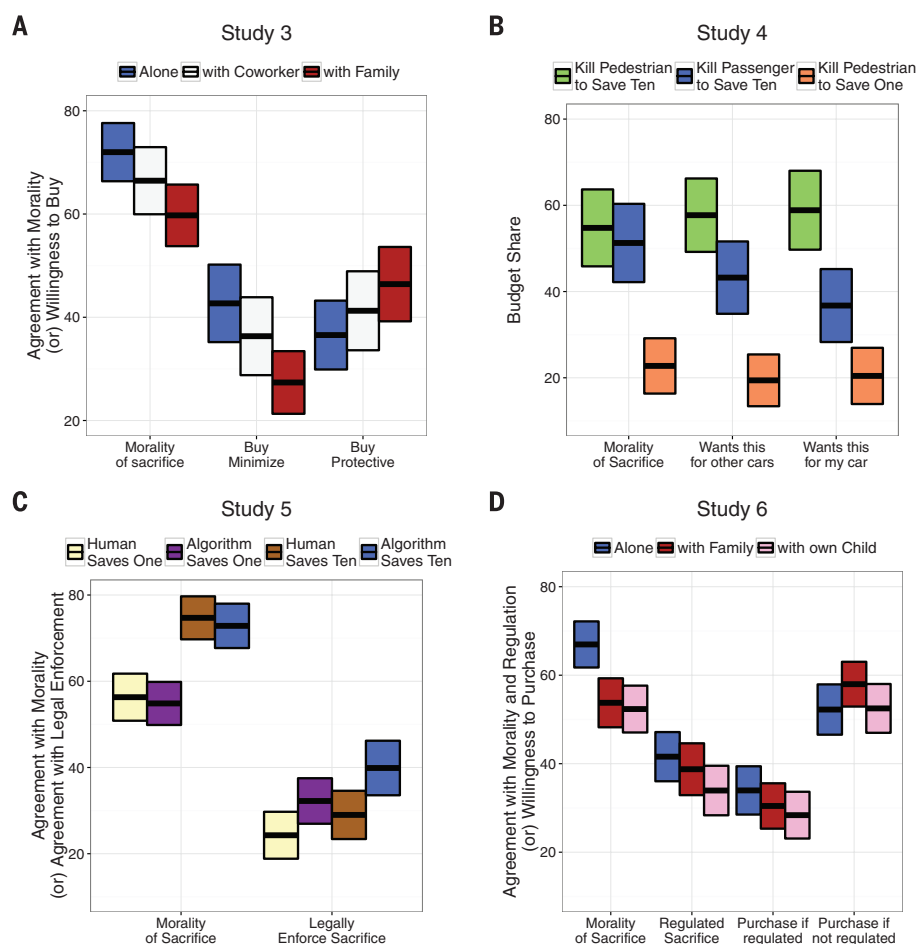 A
Study 3
Alone with Coworker with Family
Agreement with Morality
(or) Willingness to Buy
80
60
40
20
Morality
of sacrifice
Buy
Minimize
Buy
Protective
B
Study 4
Kill Pedestrian
to Save Ten
Kill Passenger
to Save Ten
Kill Pedestrian
to Save One
Budget Share
80
60
40
20
Morality
of Sacrifice
Wants this
for other cars
Wants this
for my car
C
Study 5
Human
Saves One
Algorithm
Saves One
Human
Saves Ten
Algorithm
Saves Ten
Agreement with Morality
(or) Agreement with Legal Enforcement
80
60
40
20
Morality
of Sacrifice
Legally
Enforce Sacrifice
D
Study 6
Alone with Family with own Child
Agreement with Morality and Regulation
(or) Willingness to Purchase
80
60
40
20
Morality
of Sacrifice
Regulated
Sacrifice
Purchase if
regulated
Purchase if
not regulated